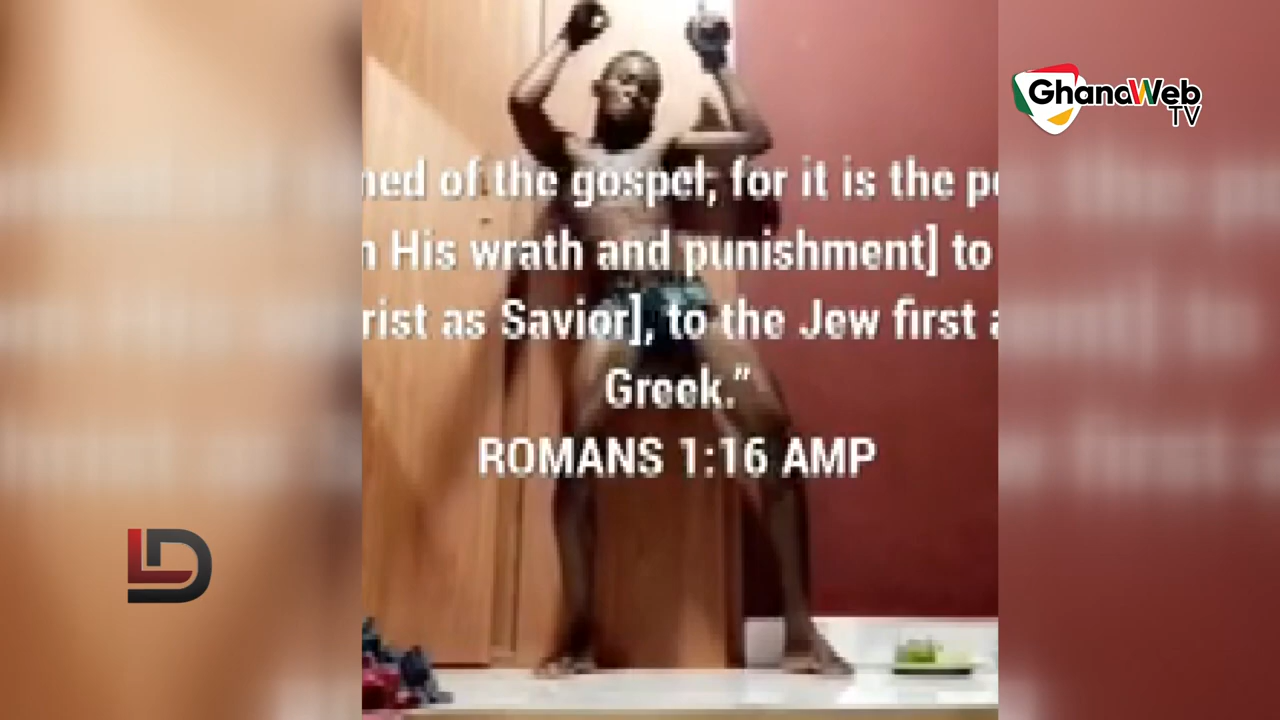 GhanaWeb
TV
ned of the gospel, for it is the p
n His wrath and punishment] to
rist as Savior], to the Jew first a
Greek.”
ROMANS 1:16 AMP
LD